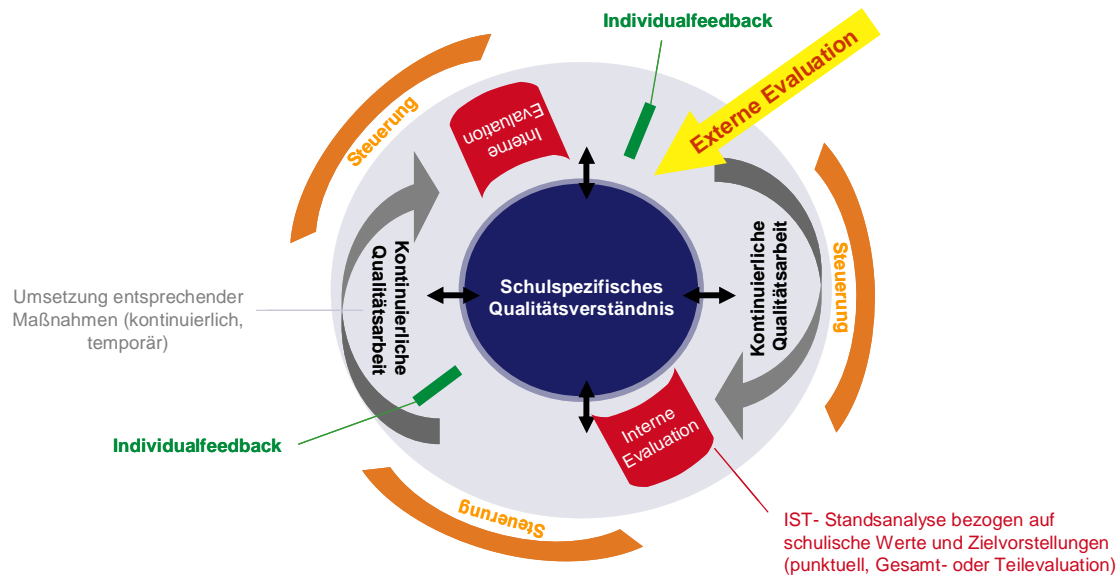 Individualfeedback
Externe Evaluation
Steuerung
Interne
Evaluation
Kontinuierliche
Qualitätsarbeit
Schulspezifisches
Qualitätsverständnis
Kontinuierliche
Qualitätsarbeit
Steuerung
Umsetzung entsprechender
Maßnahmen (kontinuierlich,
temporär)
Individualfeedback
Interne
Evaluation
Steuerung
IST- Standsanalyse bezogen auf
schulische Werte und Zielvorstellungen
(punktuell, Gesamt- oder Teilevaluation)